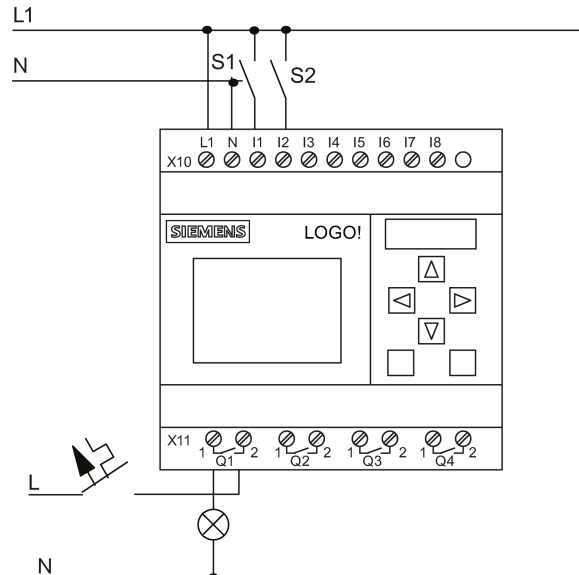 L1
N
S1
S2
L1 N I1 I2 I3 I4 I5 I6 I7 I8
X10
SIEMENS
LOGO!
X11
1 2 1 2 1 2 1 2
Q1 Q2 Q3 Q4
L
N